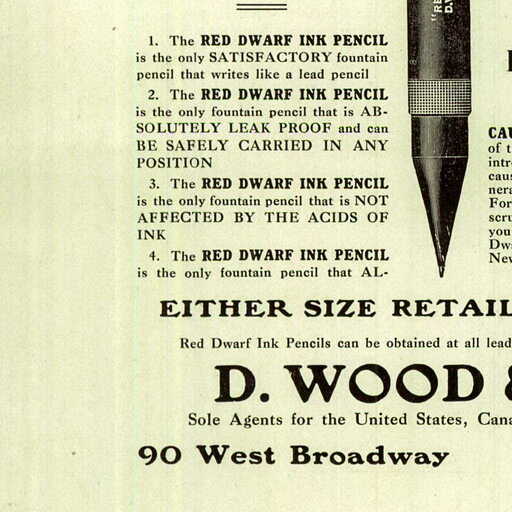 1. The RED DWARF INK PENCIL
is the only SATISFACTORY fountain
pencil that writes like a lead pencil
2. The RED DWARF INK PENCIL
is the only fountain pencil that is AB-
SOLUTELY LEAK PROOF and can
BE SAFELY CARRIED IN ANY
POSITION
3. The RED DWARF INK PENCIL
is the only fountain pencil that is NOT
AFFECTED BY THE ACIDS OF
INK
4. The RED DWARF INK PENCIL
is the only fountain pencil that AL-
"RE
D.W
CAU
of t
intr
caus
nera
For
scru
you
Dwa
New
EITHER SIZE RETAIL
Red Dwarf Ink Pencils can be obtained at all lead
D. WOOD &
Sole Agents for the United States, Cana
90 West Broadway